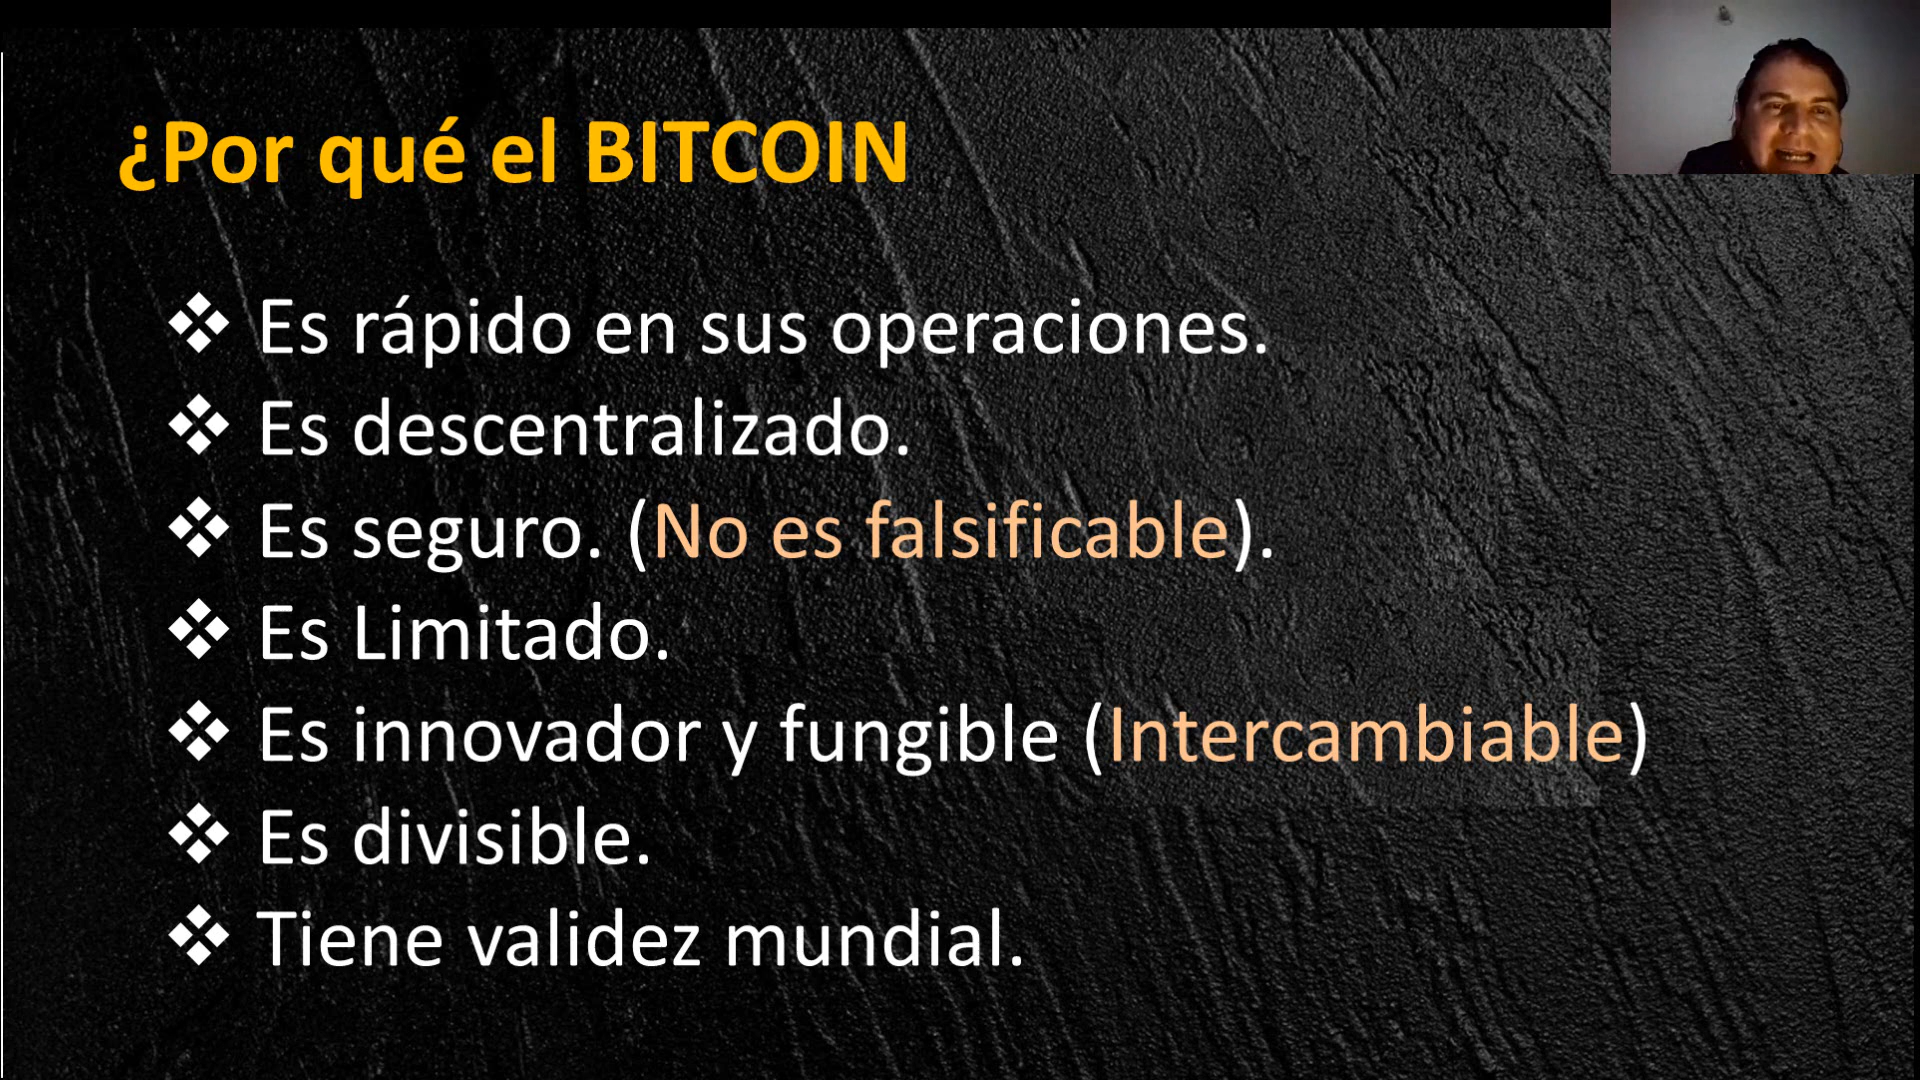 ¿Por qué el BITCOIN
❖ Es rápido en sus operaciones.
❖ Es descentralizado.
❖ Es seguro. (No es falsificable).
❖ Es Limitado.
❖ Es innovador y fungible (Intercambiable)
❖ Es divisible.
❖ Tiene validez mundial.